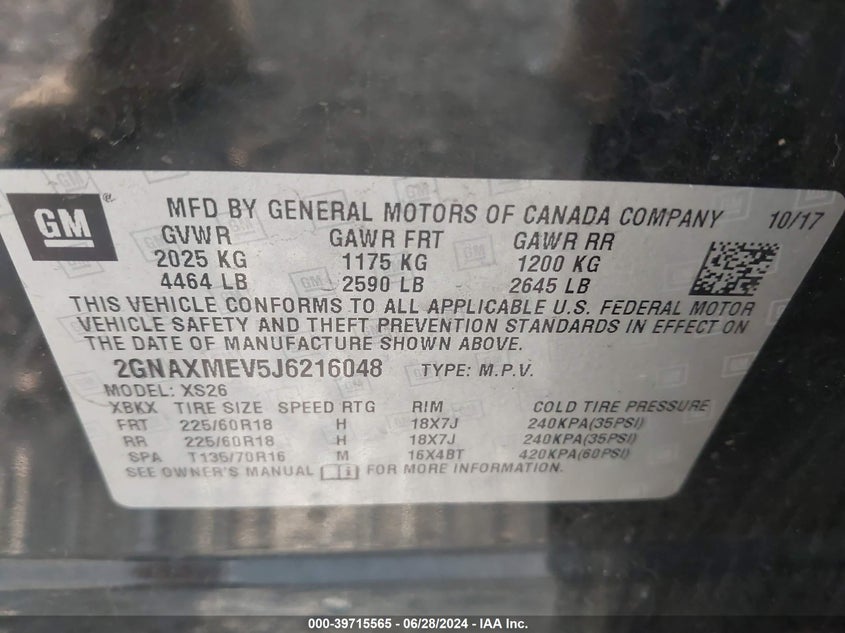 GM ®
MFD BY GENERAL MOTORS OF CANADA COMPANY 10/17
GVWR GAWR FRT GAWR RR
2025 KG 1175 KG 1200 KG
4464 LB 2590 LB 2645 LB
THIS VEHICLE CONFORMS TO ALL APPLICABLE U.S. FEDERAL MOTOR
VEHICLE SAFETY AND THEFT PREVENTION STANDARDS IN EFFECT ON
THE DATE OF MANUFACTURE SHOWN ABOVE.
2GNAXMEV5J6216048 TYPE: M.P.V.
MODEL: XS26
XBKX TIRE SIZE SPEED RTG RIM COLD TIRE PRESSURE
FRT 225/60R18 H 18X7J 240KPA(35PSI)
RR 225/60R18 H 18X7J 240KPA(35PSI)
SPA T135/70R16 M 16X4BT 420KPA(60PSI)
SEE OWNER'S MANUAL i FOR MORE INFORMATION.
000-39715565 - 06/28/2024 - IAA Inc.